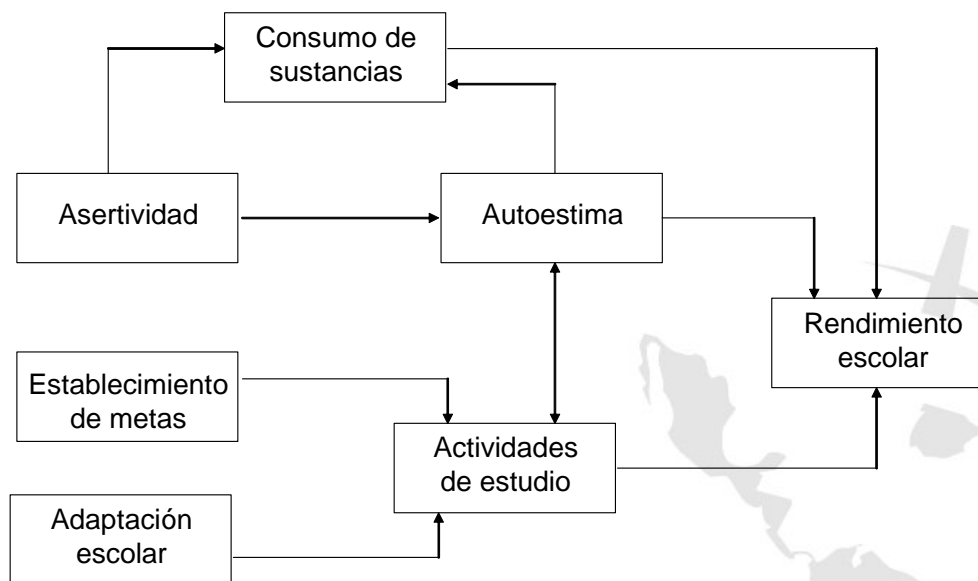 Consumo de
sustancias
Asertividad
Autoestima
Rendimiento
escolar
Establecimiento
de metas
Actividades
de estudio
Adaptación
escolar